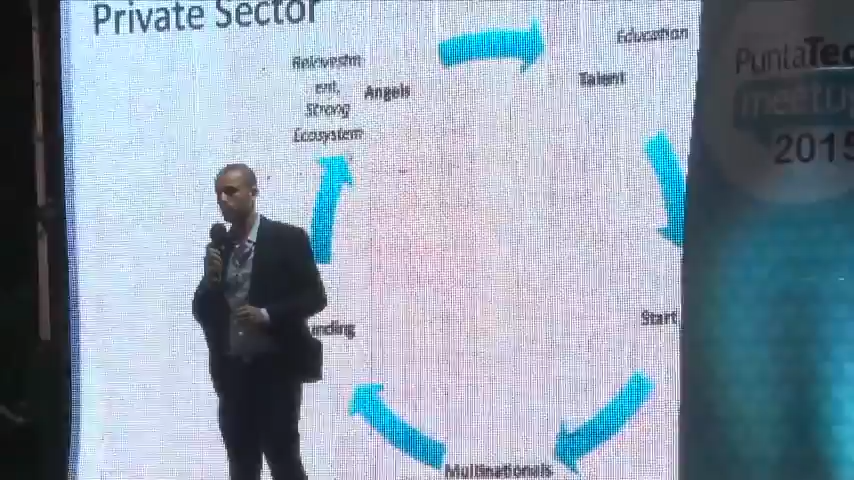 Private Sector
Education
Reinvestm
ent,
Strong
Ecosystem
Angels
Talent
Start
unding
Multinationals
PuntaTec
meetup
2015